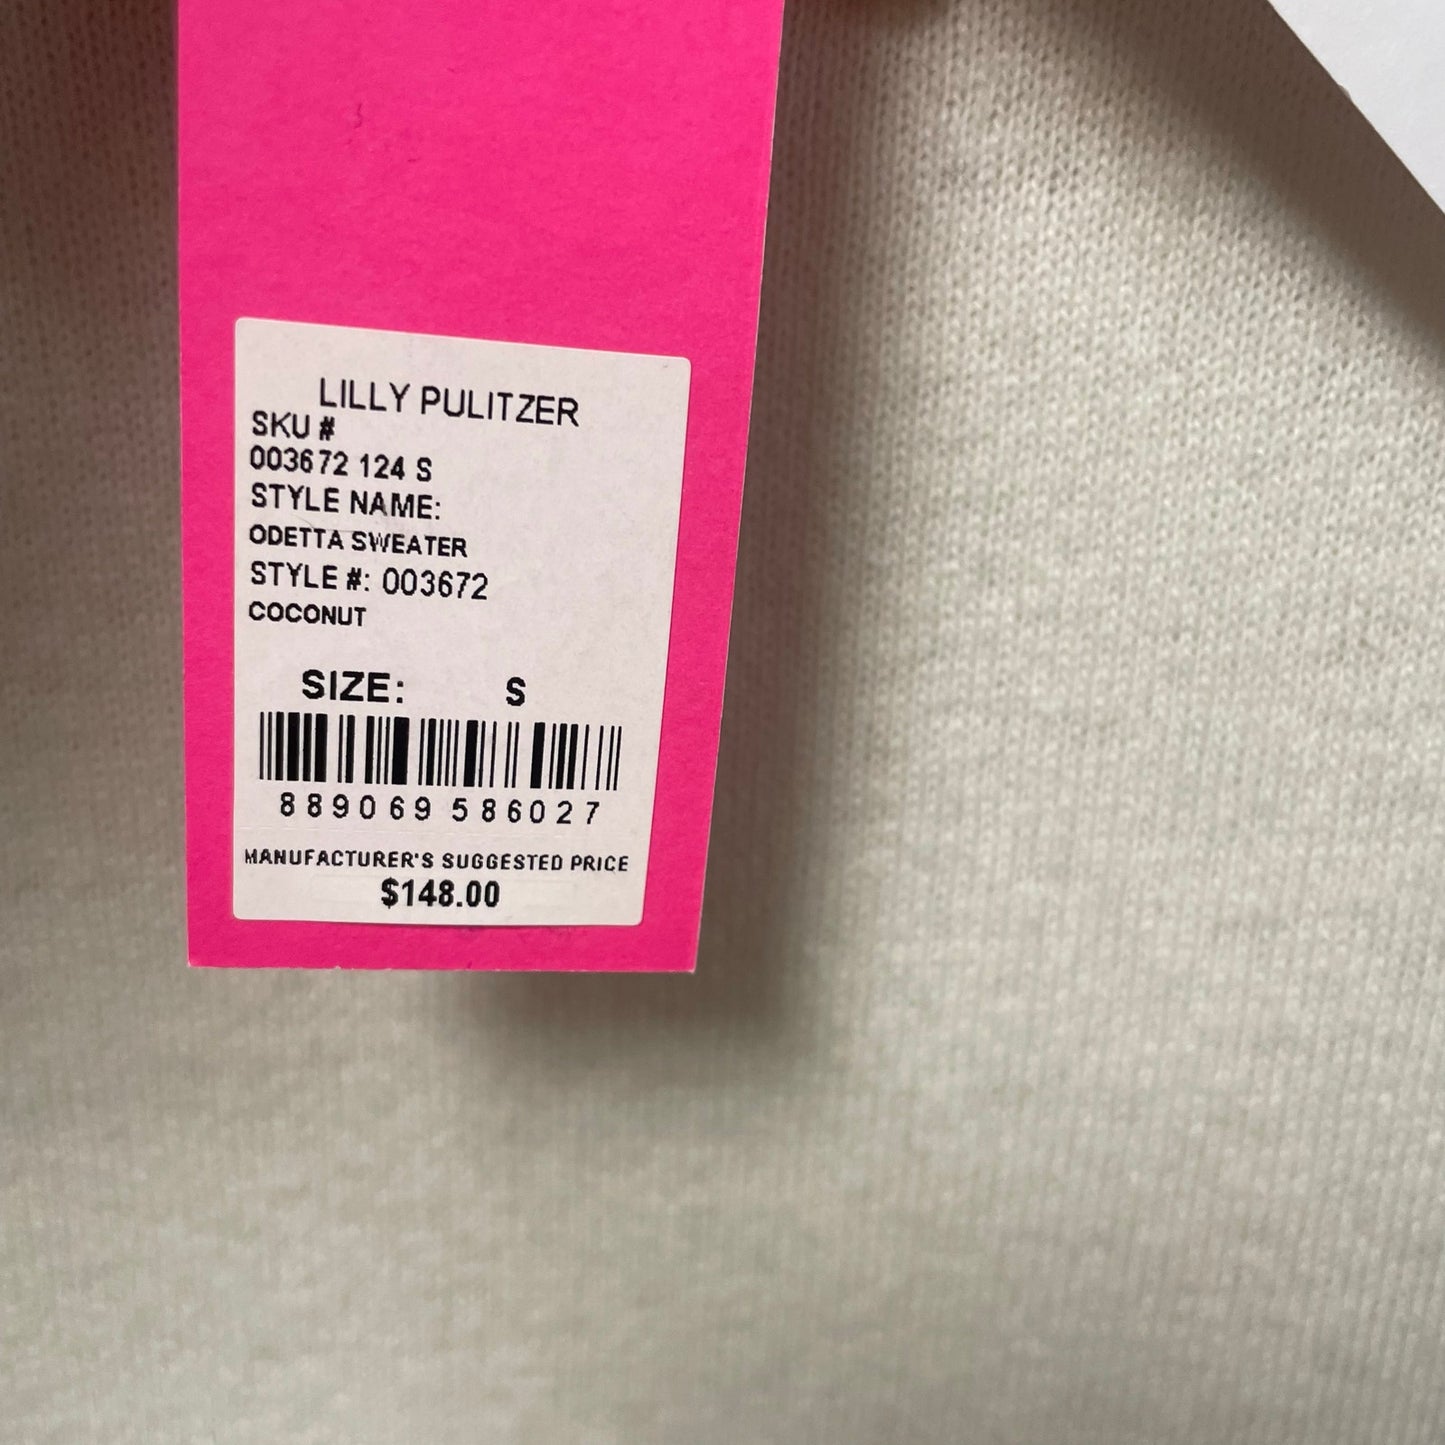 LILLY PULITZER
SKU #
003672 124 S
STYLE NAME:
ODETTA SWEATER
STYLE #: 003672
COCONUT
SIZE: S
889069 586027
MANUFACTURER'S SUGGESTED PRICE
$148.00